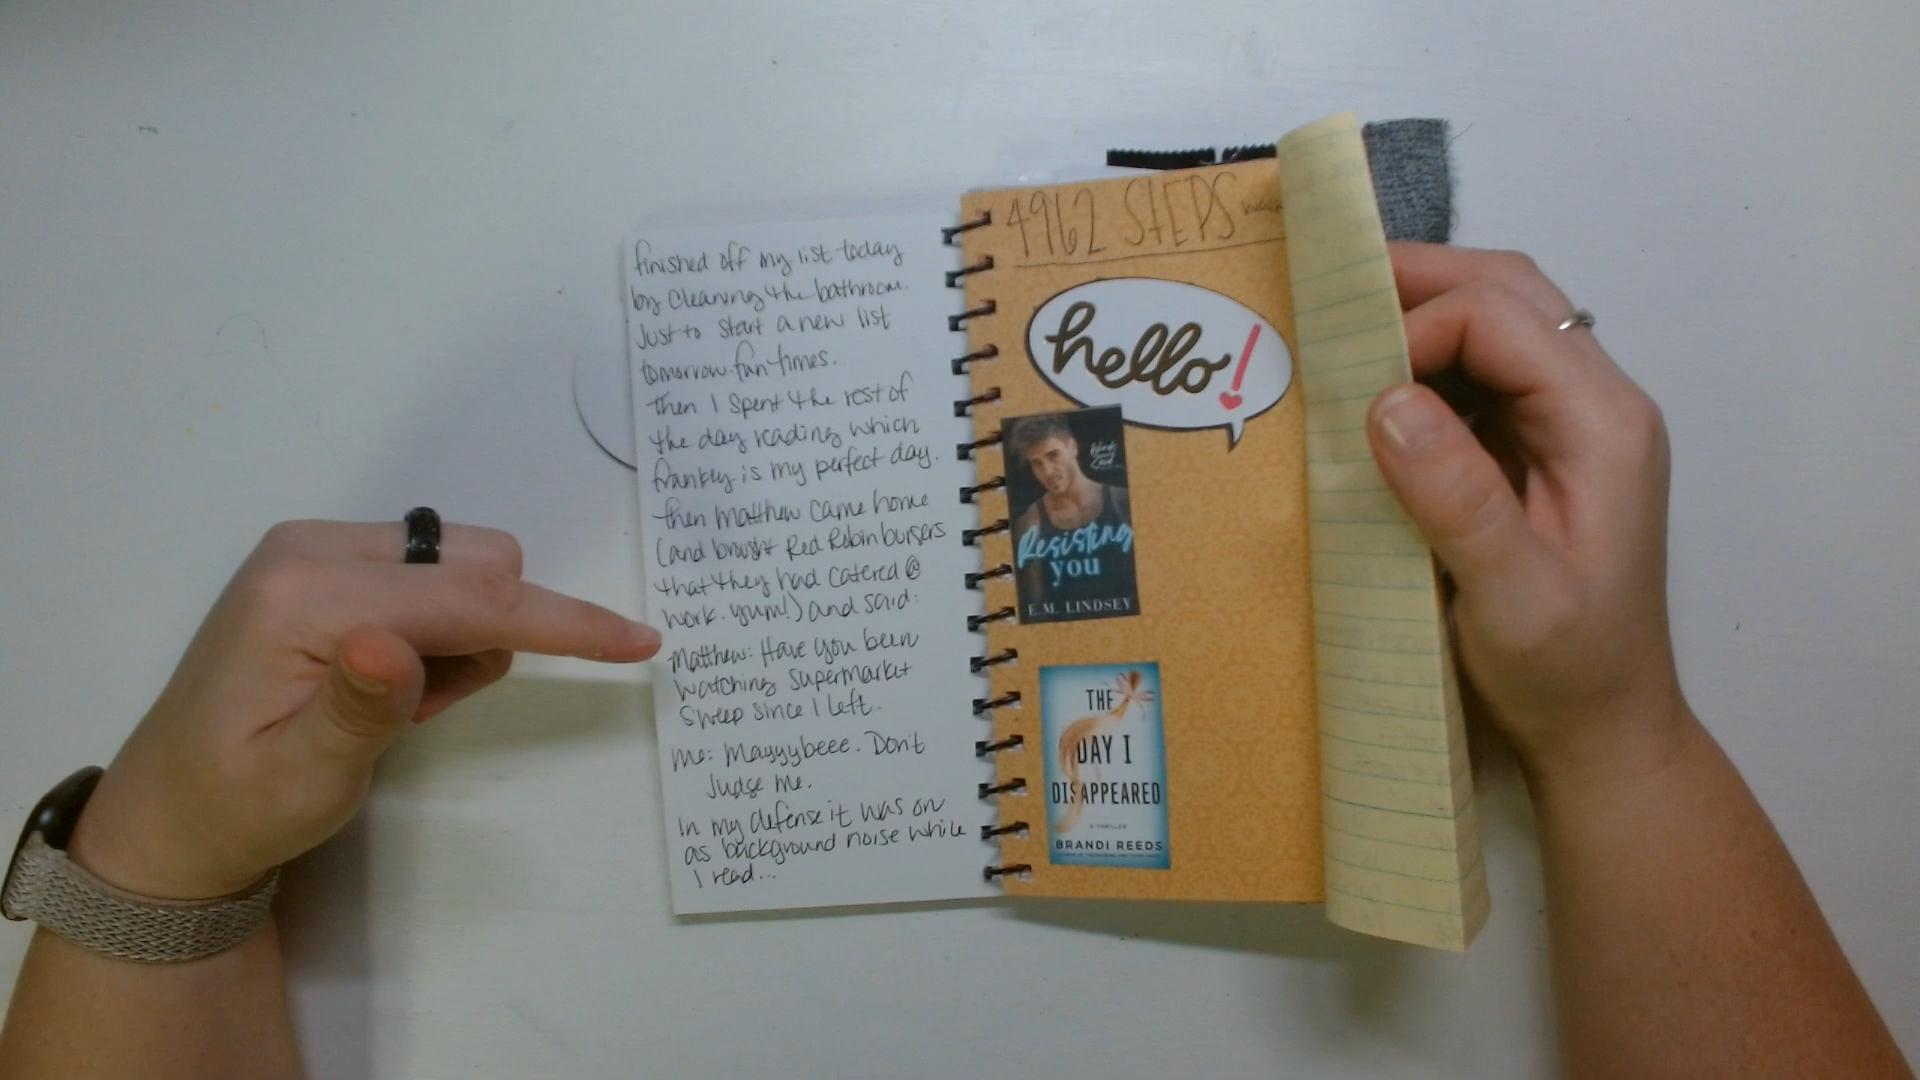 finished off my list today
by cleaning the bathroom.
Just to start a new list
tomorrow. fun times.
then I spent the rest of
the day reading which
frankly is my perfect day.
then Matthew came home
(and brought Red Robin burgers
that they had catered @
work. yum!) and said:
Matthew: Have you been
watching Supermarket
Sweep since I left.
Me: Mayyybeee. Don't
Judge me.
In my defense it was on
as background noise while
I read...
4962 STEPS
hello!
Resisting
you
E.M. LINDSEY
THE
DAY I
DISAPPEARED
A THRILLER
BRANDI REEDS